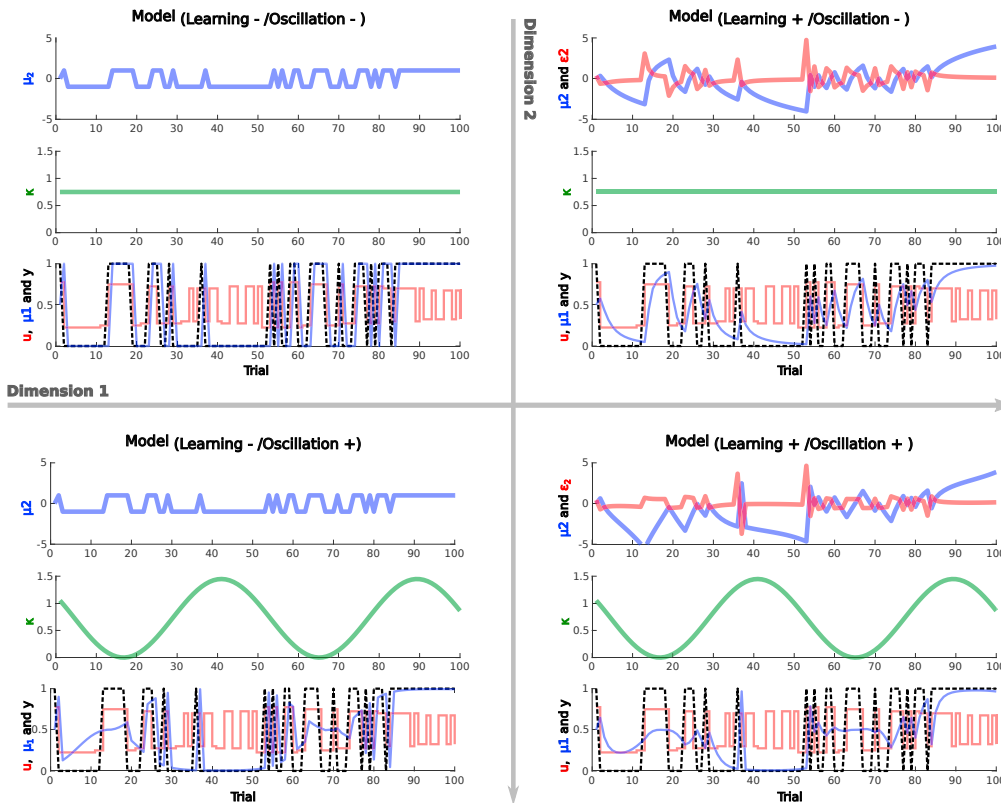 Model (Learning - /Oscillation - )
μ2
5
0
-5
0 10 20 30 40 50 60 70 80 90 100
κ
1.5
1
0.5
0
0 10 20 30 40 50 60 70 80 90 100
u, μ1 and y
1
0.5
0
0 10 20 30 40 50 60 70 80 90 100
Trial
Dimension 2
Model (Learning + /Oscillation - )
μ2 and ε2
5
0
-5
0 10 20 30 40 50 60 70 80 90 100
κ
1.5
1
0.5
0
0 10 20 30 40 50 60 70 80 90 100
u, μ1 and y
1
0.5
0
0 10 20 30 40 50 60 70 80 90 100
Trial
Dimension 1
Model (Learning - /Oscillation +)
μ2
5
0
-5
0 10 20 30 40 50 60 70 80 90 100
κ
1.5
1
0.5
0
0 10 20 30 40 50 60 70 80 90 100
u, μ1 and y
1
0.5
0
0 10 20 30 40 50 60 70 80 90 100
Trial
Model (Learning + /Oscillation + )
μ2 and ε2
5
0
-5
0 10 20 30 40 50 60 70 80 90 100
κ
1.5
1
0.5
0
0 10 20 30 40 50 60 70 80 90 100
u, μ1 and y
1
0.5
0
0 10 20 30 40 50 60 70 80 90 100
Trial